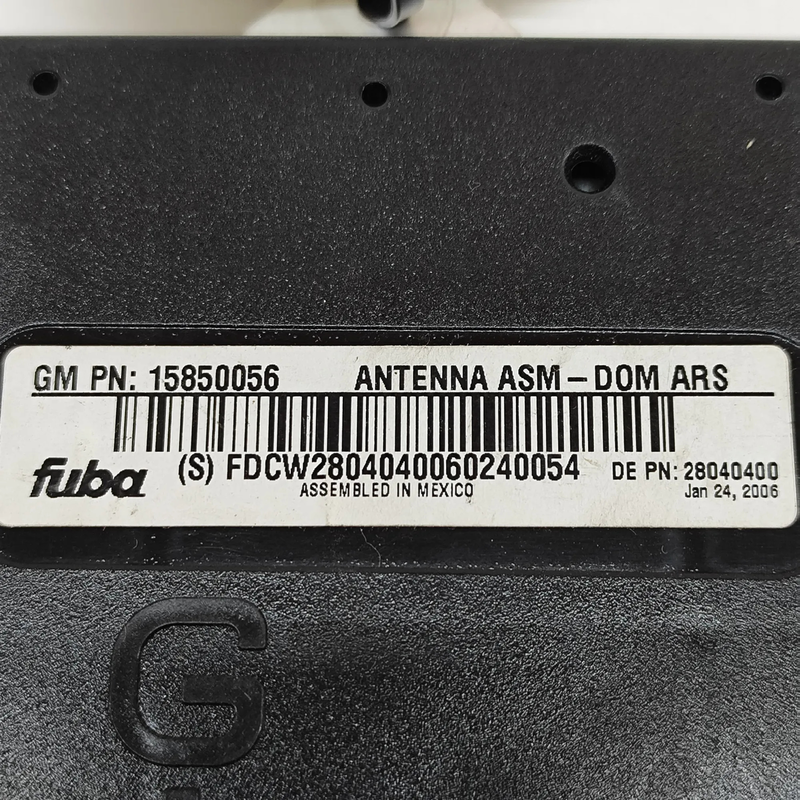 GM PN: 15850056 ANTENNA ASM – DOM ARS
fuba (S) FDCW2804040060240054 DE PN: 28040400
ASSEMBLED IN MEXICO Jan 24, 2006
G